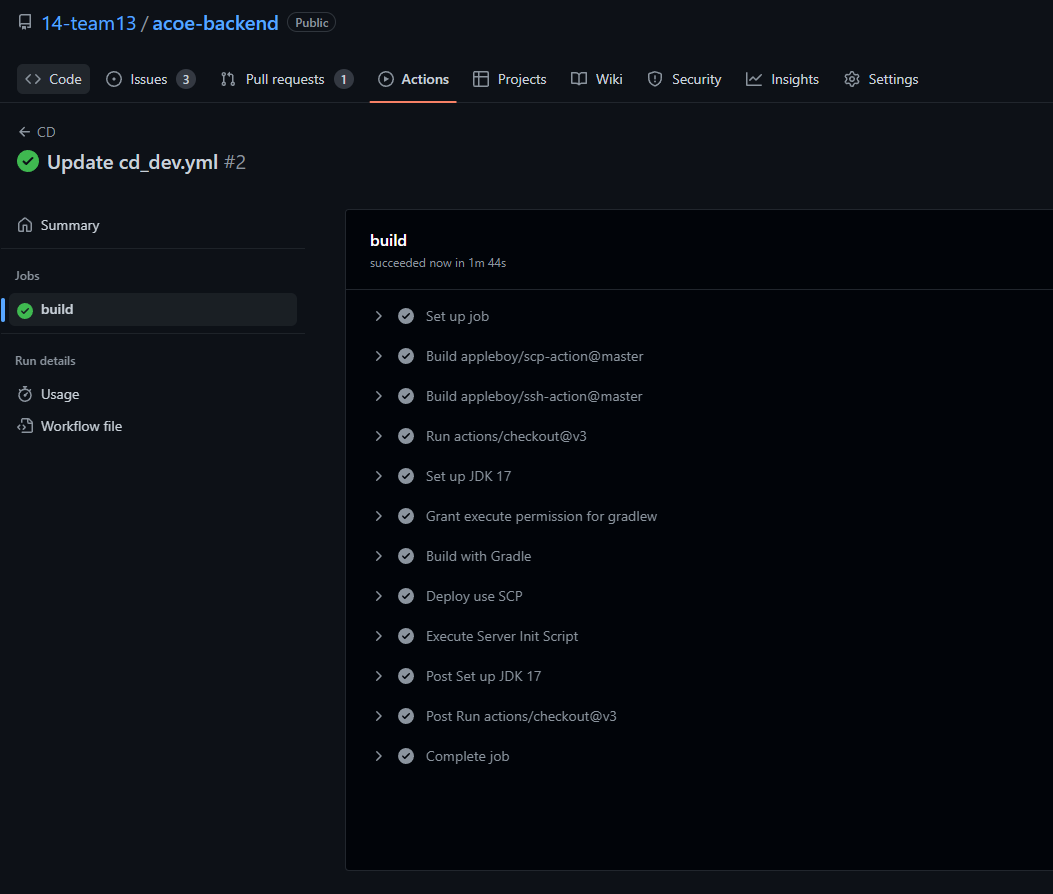 14-team13 / acoe-backend Public
Code Issues 3 Pull requests 1 Actions Projects Wiki Security Insights Settings
CD
Update cd_dev.yml #2
Summary
Jobs
build
Run details
Usage
Workflow file
build
succeeded now in 1m 44s
Set up job
Build appleboy/scp-action@master
Build appleboy/ssh-action@master
Run actions/checkout@v3
Set up JDK 17
Grant execute permission for gradlew
Build with Gradle
Deploy use SCP
Execute Server Init Script
Post Set up JDK 17
Post Run actions/checkout@v3
Complete job